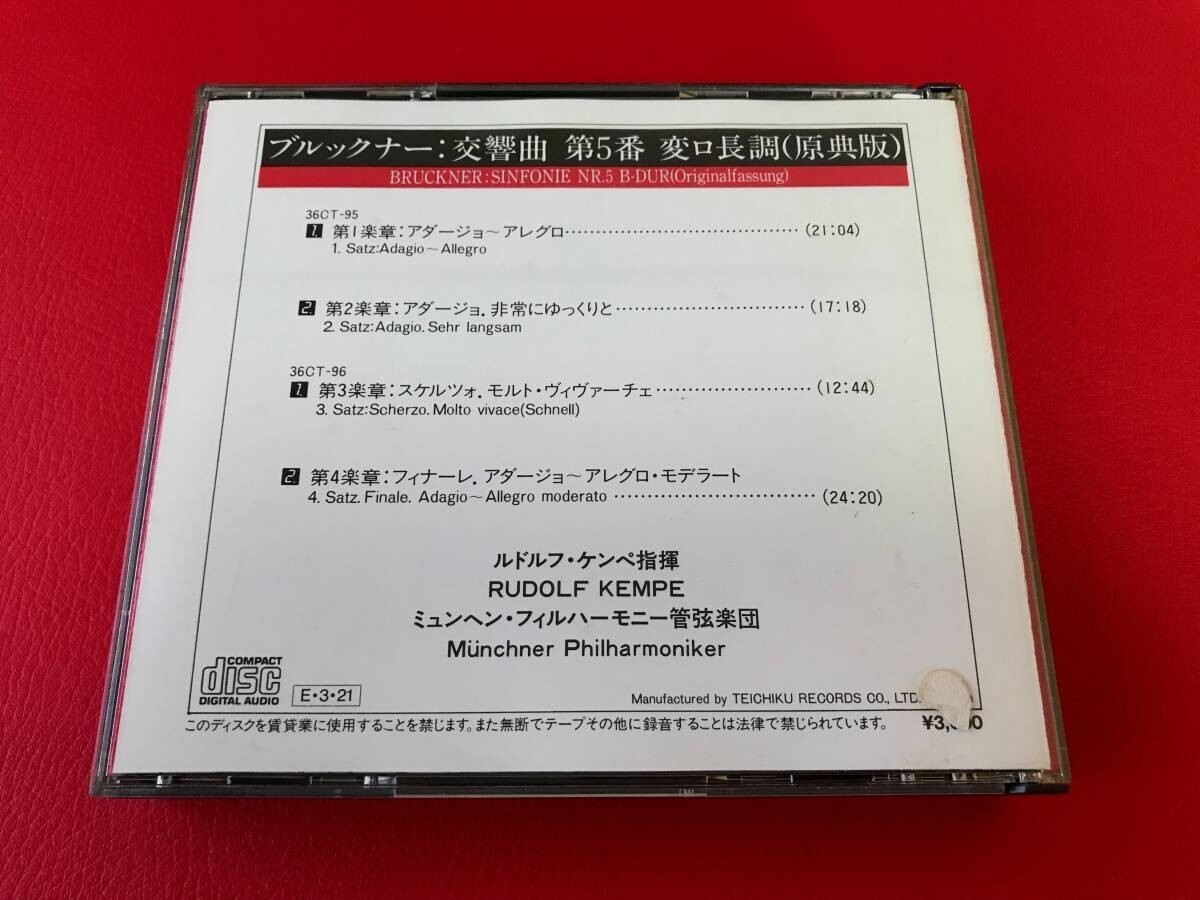 ブルックナー：交響曲 第5番 変ロ長調(原典版)
BRUCKNER:SINFONIE NR.5 B-DUR(Originalfassung)
36CT-95
1. 第1楽章：アダージョ〜アレグロ…………………………………(21:04)
1. Satz:Adagio〜Allegro
2. 第2楽章：アダージョ．非常にゆっくりと…………………………(17:18)
2. Satz:Adagio. Sehr langsam
36CT-96
1. 第3楽章：スケルツォ．モルト・ヴィヴァーチェ……………………(12:44)
3. Satz:Scherzo. Molto vivace(Schnell)
2. 第4楽章：フィナーレ．アダージョ〜アレグロ・モデラート
4. Satz. Finale. Adagio〜Allegro moderato……………………………(24:20)
ルドルフ・ケンペ指揮
RUDOLF KEMPE
ミュンヘン・フィルハーモニー管弦楽団
Münchner Philharmoniker
COMPACT
disc
DIGITAL AUDIO
E・3・21
Manufactured by TEICHIKU RECORDS CO., LTD.
このディスクを賃貸業に使用することを禁じます。また無断でテープその他に録音することは法律で禁じられています。